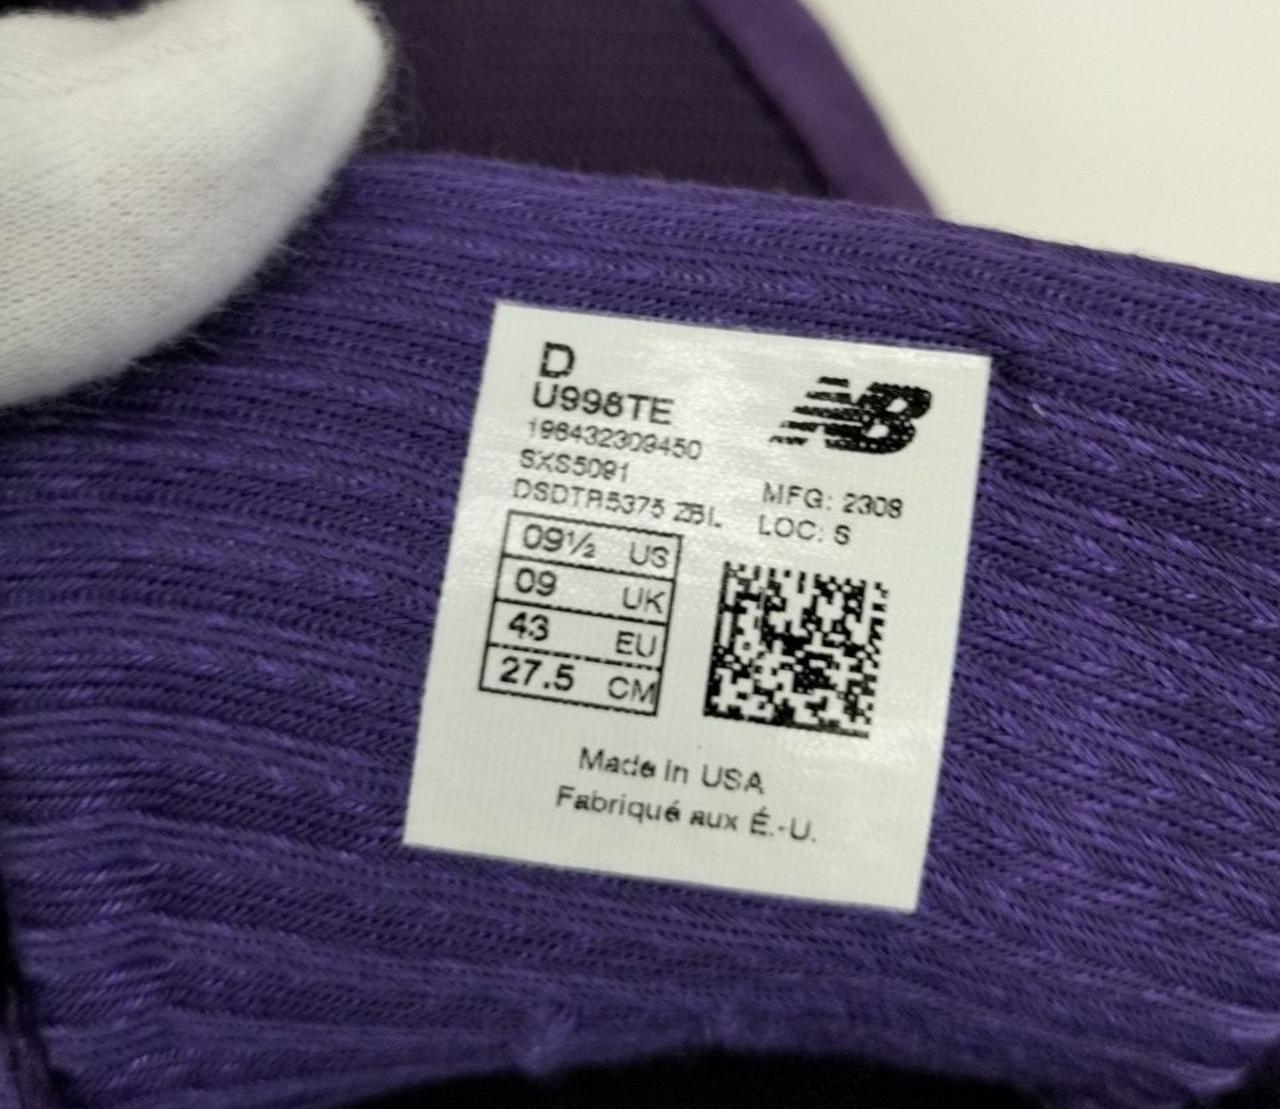 D
U998TE
196432309450
SXS5091
DSDTR5375 ZBL
NB
MFG: 2308
LOC: S
09½ US
09 UK
43 EU
27.5 CM
Made in USA
Fabriqué aux É.-U.